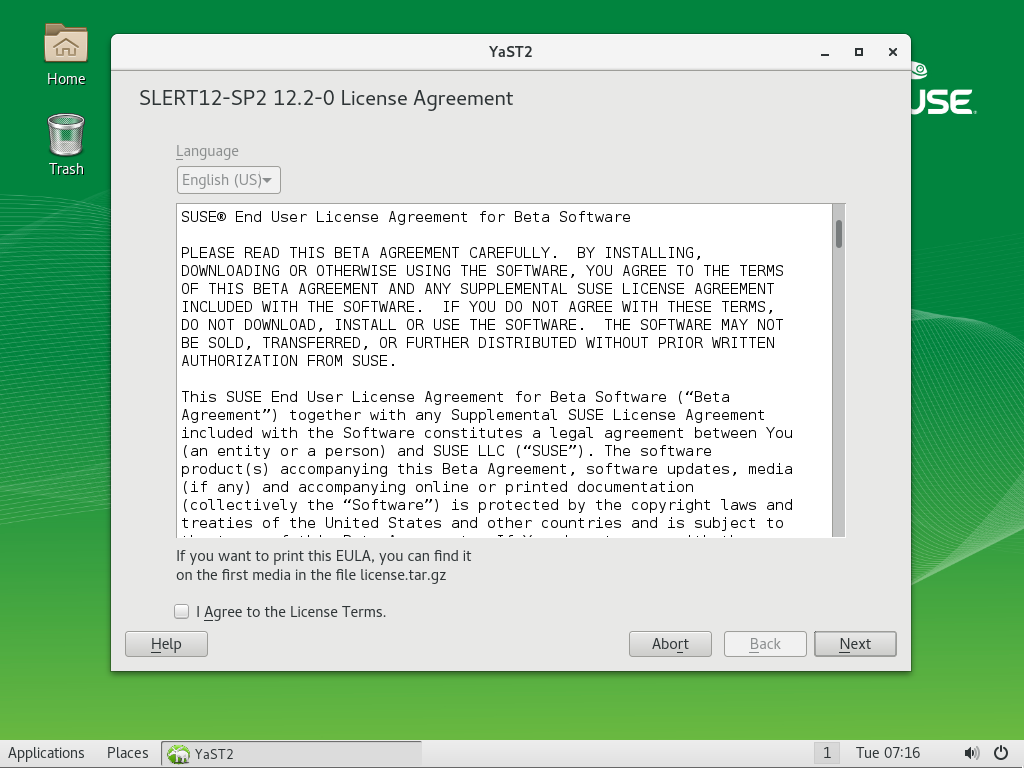 Home
Trash
YaST2
USE
SLERT12-SP2 12.2-0 License Agreement
Language
English (US)
SUSE® End User License Agreement for Beta Software
PLEASE READ THIS BETA AGREEMENT CAREFULLY.  BY INSTALLING,
DOWNLOADING OR OTHERWISE USING THE SOFTWARE, YOU AGREE TO THE TERMS
OF THIS BETA AGREEMENT AND ANY SUPPLEMENTAL SUSE LICENSE AGREEMENT
INCLUDED WITH THE SOFTWARE.  IF YOU DO NOT AGREE WITH THESE TERMS,
DO NOT DOWNLOAD, INSTALL OR USE THE SOFTWARE.  THE SOFTWARE MAY NOT
BE SOLD, TRANSFERRED, OR FURTHER DISTRIBUTED WITHOUT PRIOR WRITTEN
AUTHORIZATION FROM SUSE.
This SUSE End User License Agreement for Beta Software (“Beta
Agreement”) together with any Supplemental SUSE License Agreement
included with the Software constitutes a legal agreement between You
(an entity or a person) and SUSE LLC (“SUSE”). The software
product(s) accompanying this Beta Agreement, software updates, media
(if any) and accompanying online or printed documentation
(collectively the “Software”) is protected by the copyright laws and
treaties of the United States and other countries and is subject to
If you want to print this EULA, you can find it
on the first media in the file license.tar.gz
I Agree to the License Terms.
Help
Abort
Back
Next
Applications
Places
YaST2
1
Tue 07:16